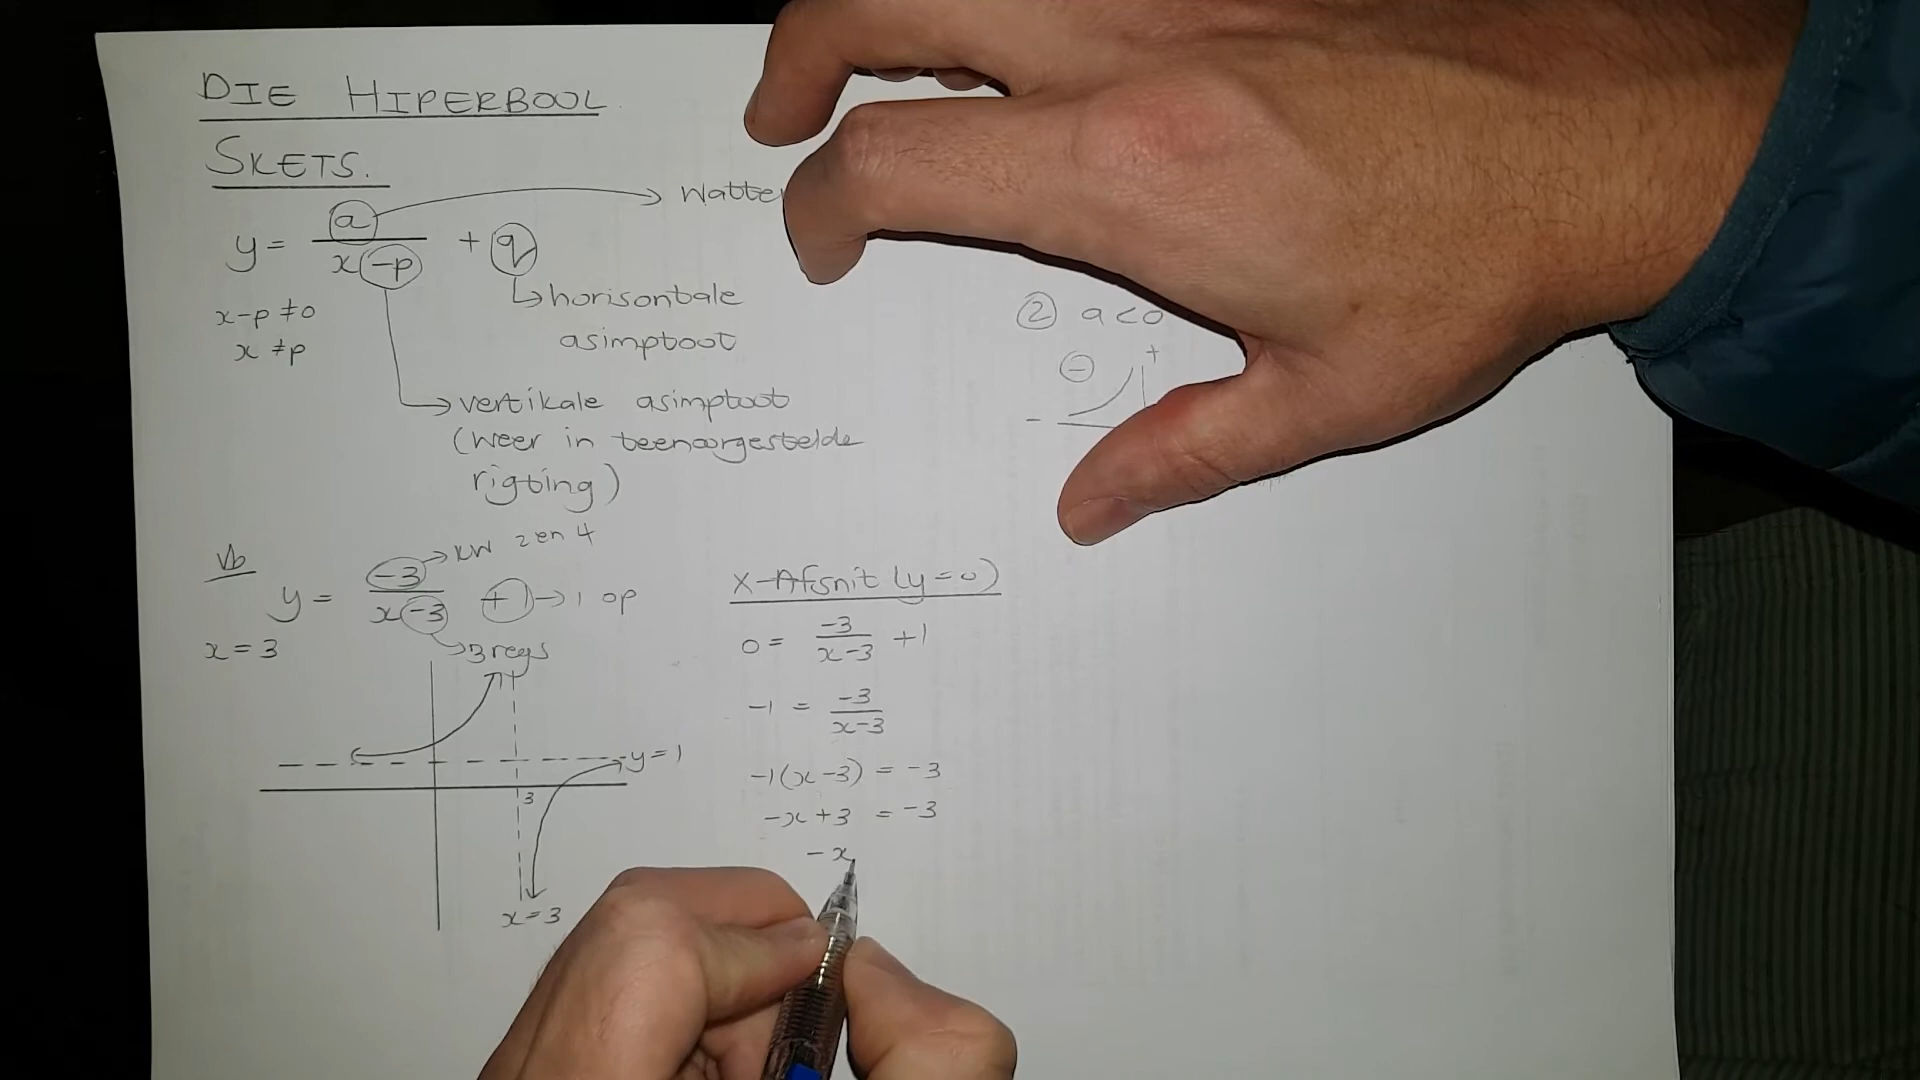 DIE HIPERBOOL
SKETS.
y = a / x - p + q
x - p ≠ 0
x ≠ p
horisontale
asimptoot
vertikale asimptoot
(weer in teenoorgestelde
rigting)
② a < 0
⊖ +
-
Vb
y = -3 / x - 3 + 1 → 1 op
→ KW 2 en 4
→ 3 regs
x = 3
y = 1
3
x = 3
X-Afsnit (y = 0)
0 = -3 / x - 3 + 1
-1 = -3 / x - 3
-1(x - 3) = -3
-x + 3 = -3
-x